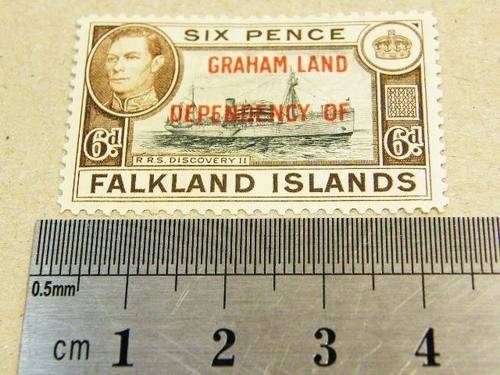 SIX PENCE
GRAHAM LAND
DEPENDENCY OF
6d 6d
R.R.S. DISCOVERY II
FALKLAND ISLANDS
0.5mm
cm 1 2 3 4